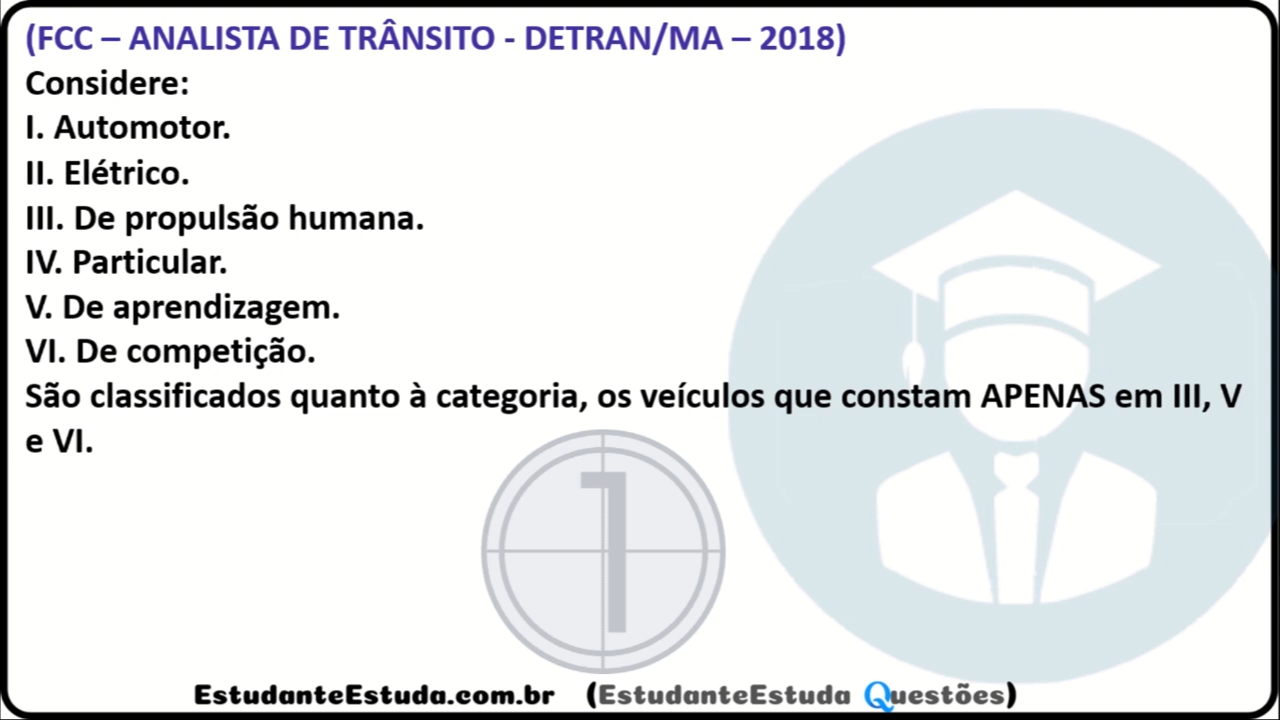 (FCC – ANALISTA DE TRÂNSITO - DETRAN/MA – 2018)
Considere:
I. Automotor.
II. Elétrico.
III. De propulsão humana.
IV. Particular.
V. De aprendizagem.
VI. De competição.
São classificados quanto à categoria, os veículos que constam APENAS em III, V
e VI.
1
EstudanteEstuda.com.br (EstudanteEstuda Questões)